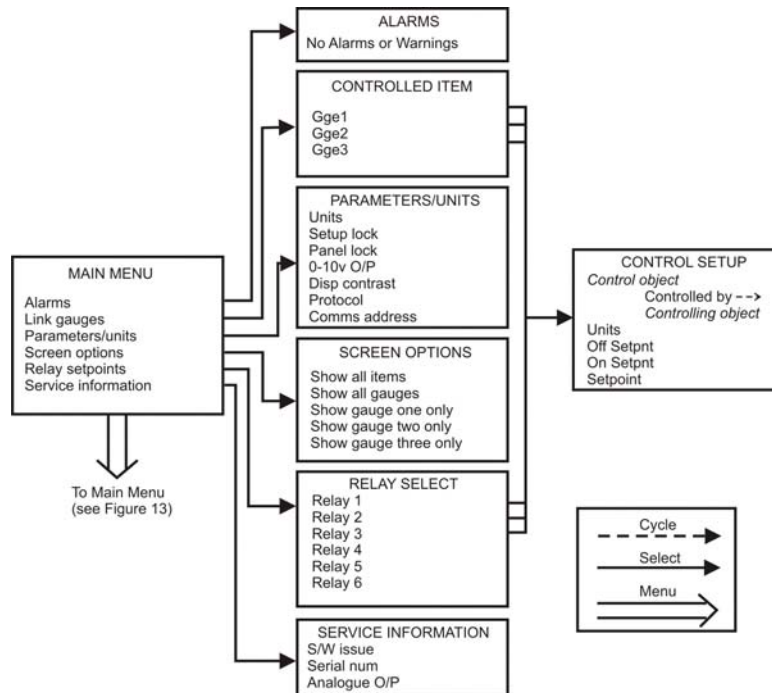 ALARMS
No Alarms or Warnings
CONTROLLED ITEM
Gge1
Gge2
Gge3
PARAMETERS/UNITS
Units
Setup lock
Panel lock
0-10v O/P
Disp contrast
Protocol
Comms address
MAIN MENU
Alarms
Link gauges
Parameters/units
Screen options
Relay setpoints
Service information
To Main Menu
(see Figure 13)
SCREEN OPTIONS
Show all items
Show all gauges
Show gauge one only
Show gauge two only
Show gauge three only
RELAY SELECT
Relay 1
Relay 2
Relay 3
Relay 4
Relay 5
Relay 6
SERVICE INFORMATION
S/W issue
Serial num
Analogue O/P
CONTROL SETUP
Control object
Controlled by -->
Controlling object
Units
Off Setpnt
On Setpnt
Setpoint
Cycle
Select
Menu